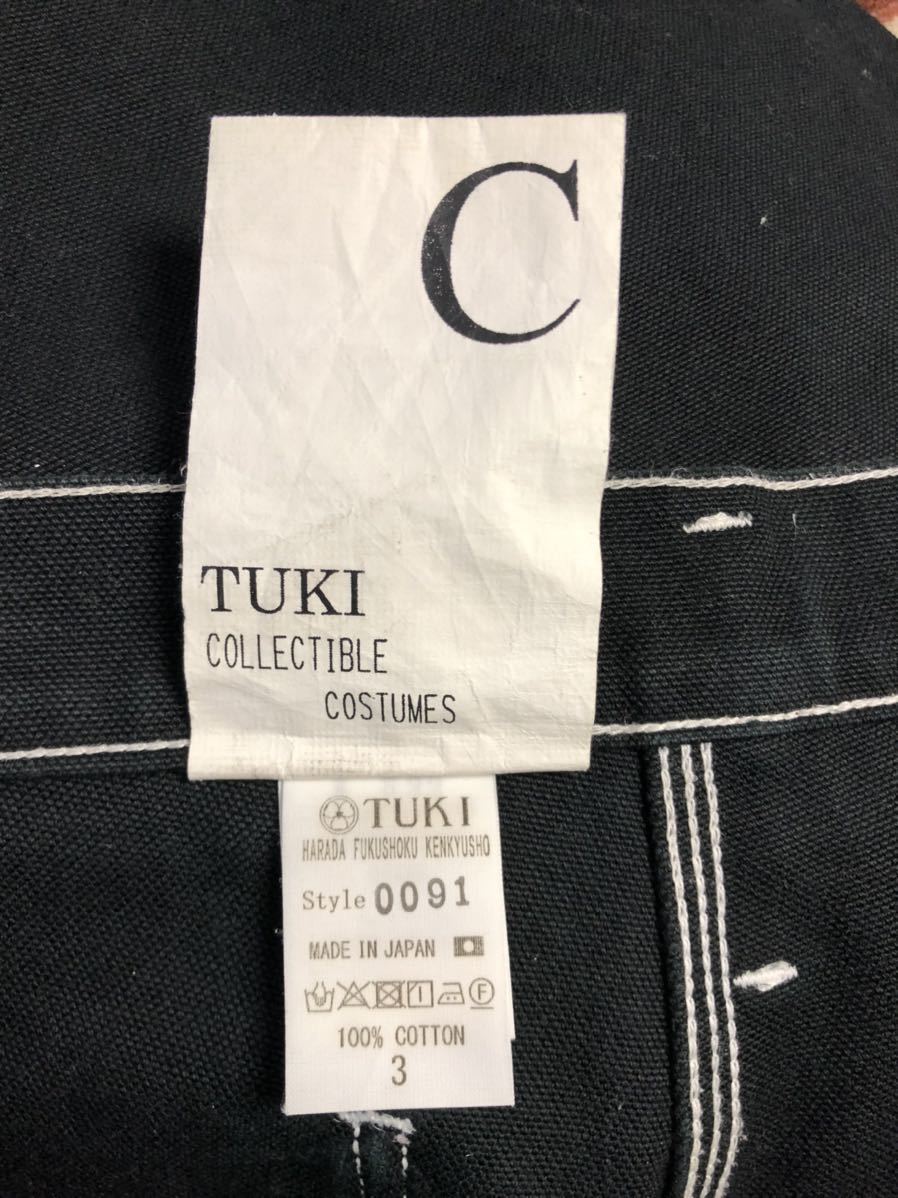 C
TUKI
COLLECTIBLE
COSTUMES
TUKI
HARADA FUKUSHOKU KENKYUSHO
Style 0091
MADE IN JAPAN
100% COTTON
3